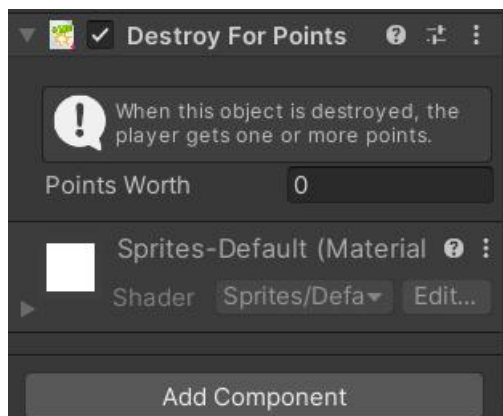 Destroy For Points
When this object is destroyed, the
player gets one or more points.
Points Worth 0
Sprites-Default (Material
Shader Sprites/Defa Edit...
Add Component